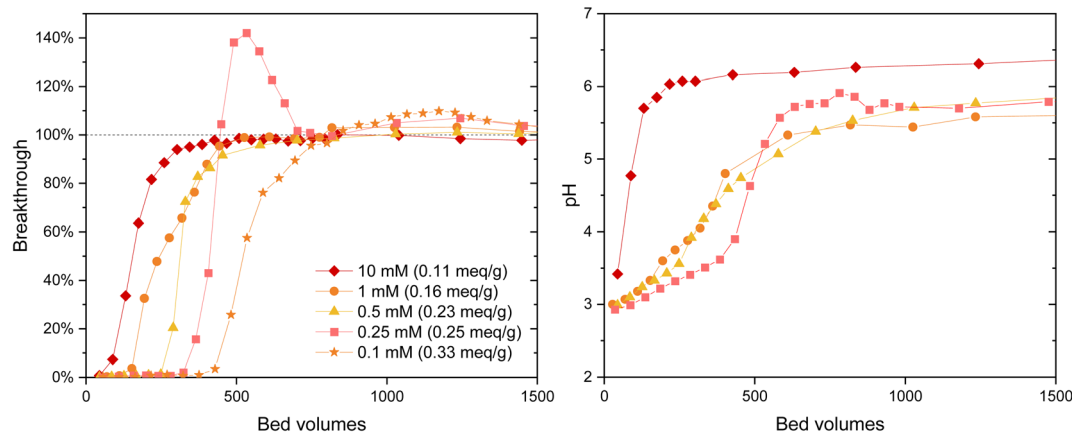 140%
120%
100%
80%
60%
40%
20%
0%
Breakthrough
0
500
1000
1500
Bed volumes
10 mM (0.11 meq/g)
1 mM (0.16 meq/g)
0.5 mM (0.23 meq/g)
0.25 mM (0.25 meq/g)
0.1 mM (0.33 meq/g)
7
6
5
4
3
2
pH
0
500
1000
1500
Bed volumes